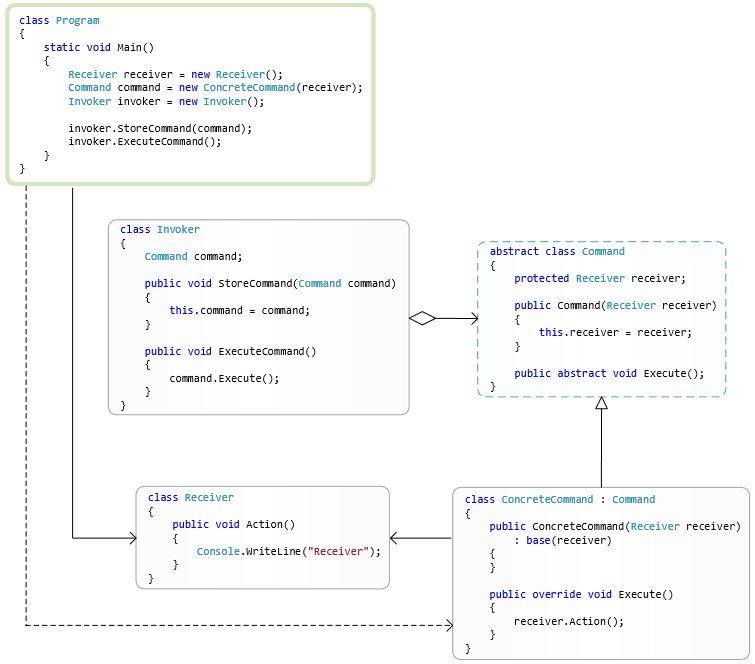 class Program
{
    static void Main()
    {
        Receiver receiver = new Receiver();
        Command command = new ConcreteCommand(receiver);
        Invoker invoker = new Invoker();

        invoker.StoreCommand(command);
        invoker.ExecuteCommand();
    }
}
class Invoker
{
    Command command;

    public void StoreCommand(Command command)
    {
        this.command = command;
    }

    public void ExecuteCommand()
    {
        command.Execute();
    }
}
abstract class Command
{
    protected Receiver receiver;

    public Command(Receiver receiver)
    {
        this.receiver = receiver;
    }

    public abstract void Execute();
}
class Receiver
{
    public void Action()
    {
        Console.WriteLine("Receiver");
    }
}
class ConcreteCommand : Command
{
    public ConcreteCommand(Receiver receiver)
        : base(receiver)
    {
    }

    public override void Execute()
    {
        receiver.Action();
    }
}